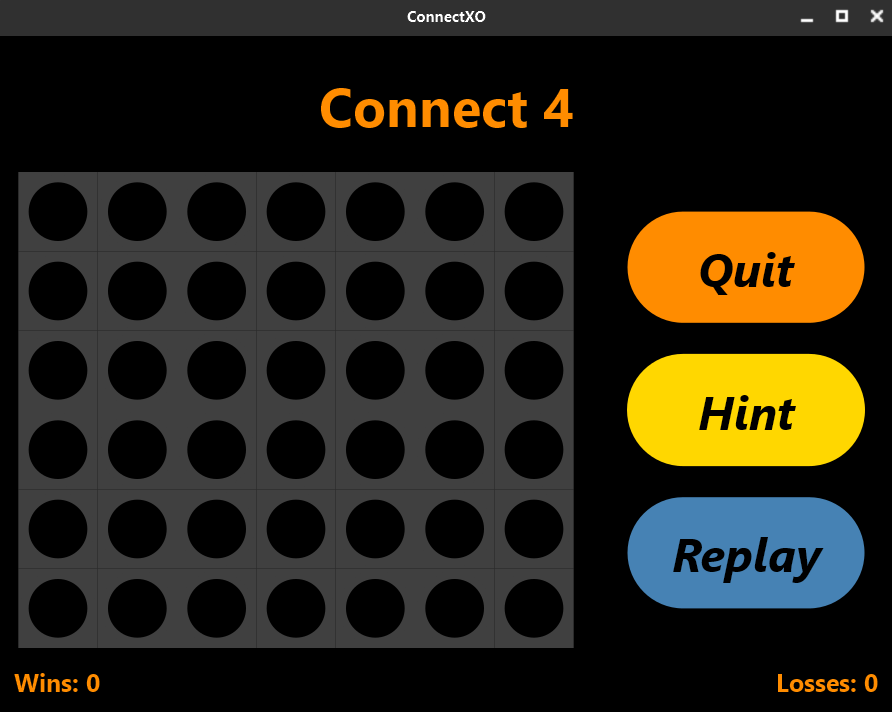 ConnectXO
Connect 4
Quit
Hint
Replay
Wins: 0
Losses: 0